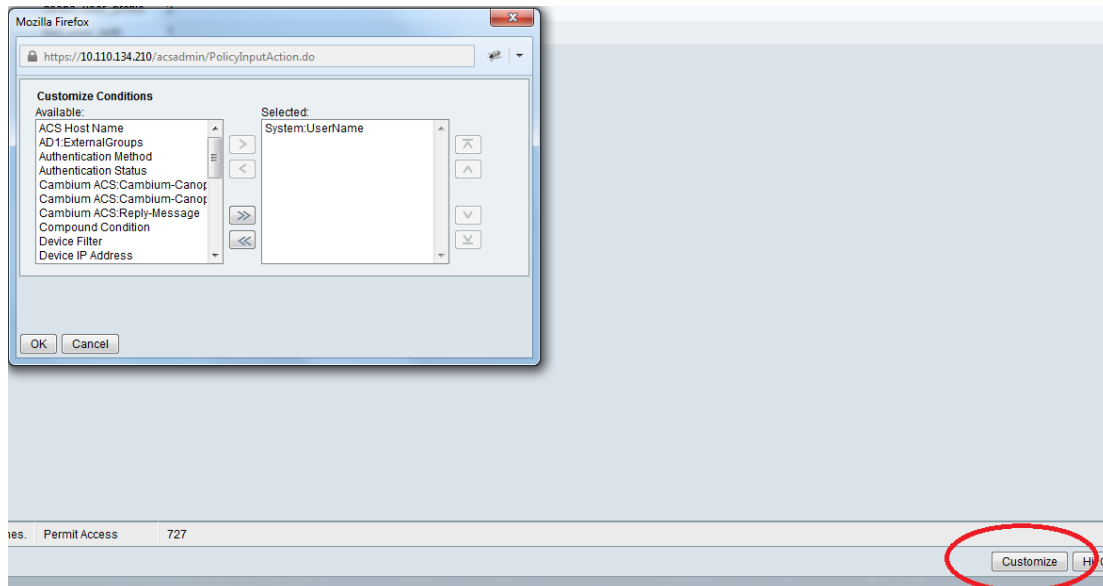 Mozilla Firefox
https://10.110.134.210/acsadmin/PolicyInputAction.do
Customize Conditions
Available:
Selected:
ACS Host Name
System:UserName
AD1:ExternalGroups
Authentication Method
Authentication Status
Cambium ACS:Cambium-Canop
Cambium ACS:Cambium-Canop
Cambium ACS:Reply-Message
Compound Condition
Device Filter
Device IP Address
OK
Cancel
Permit Access
727
Customize